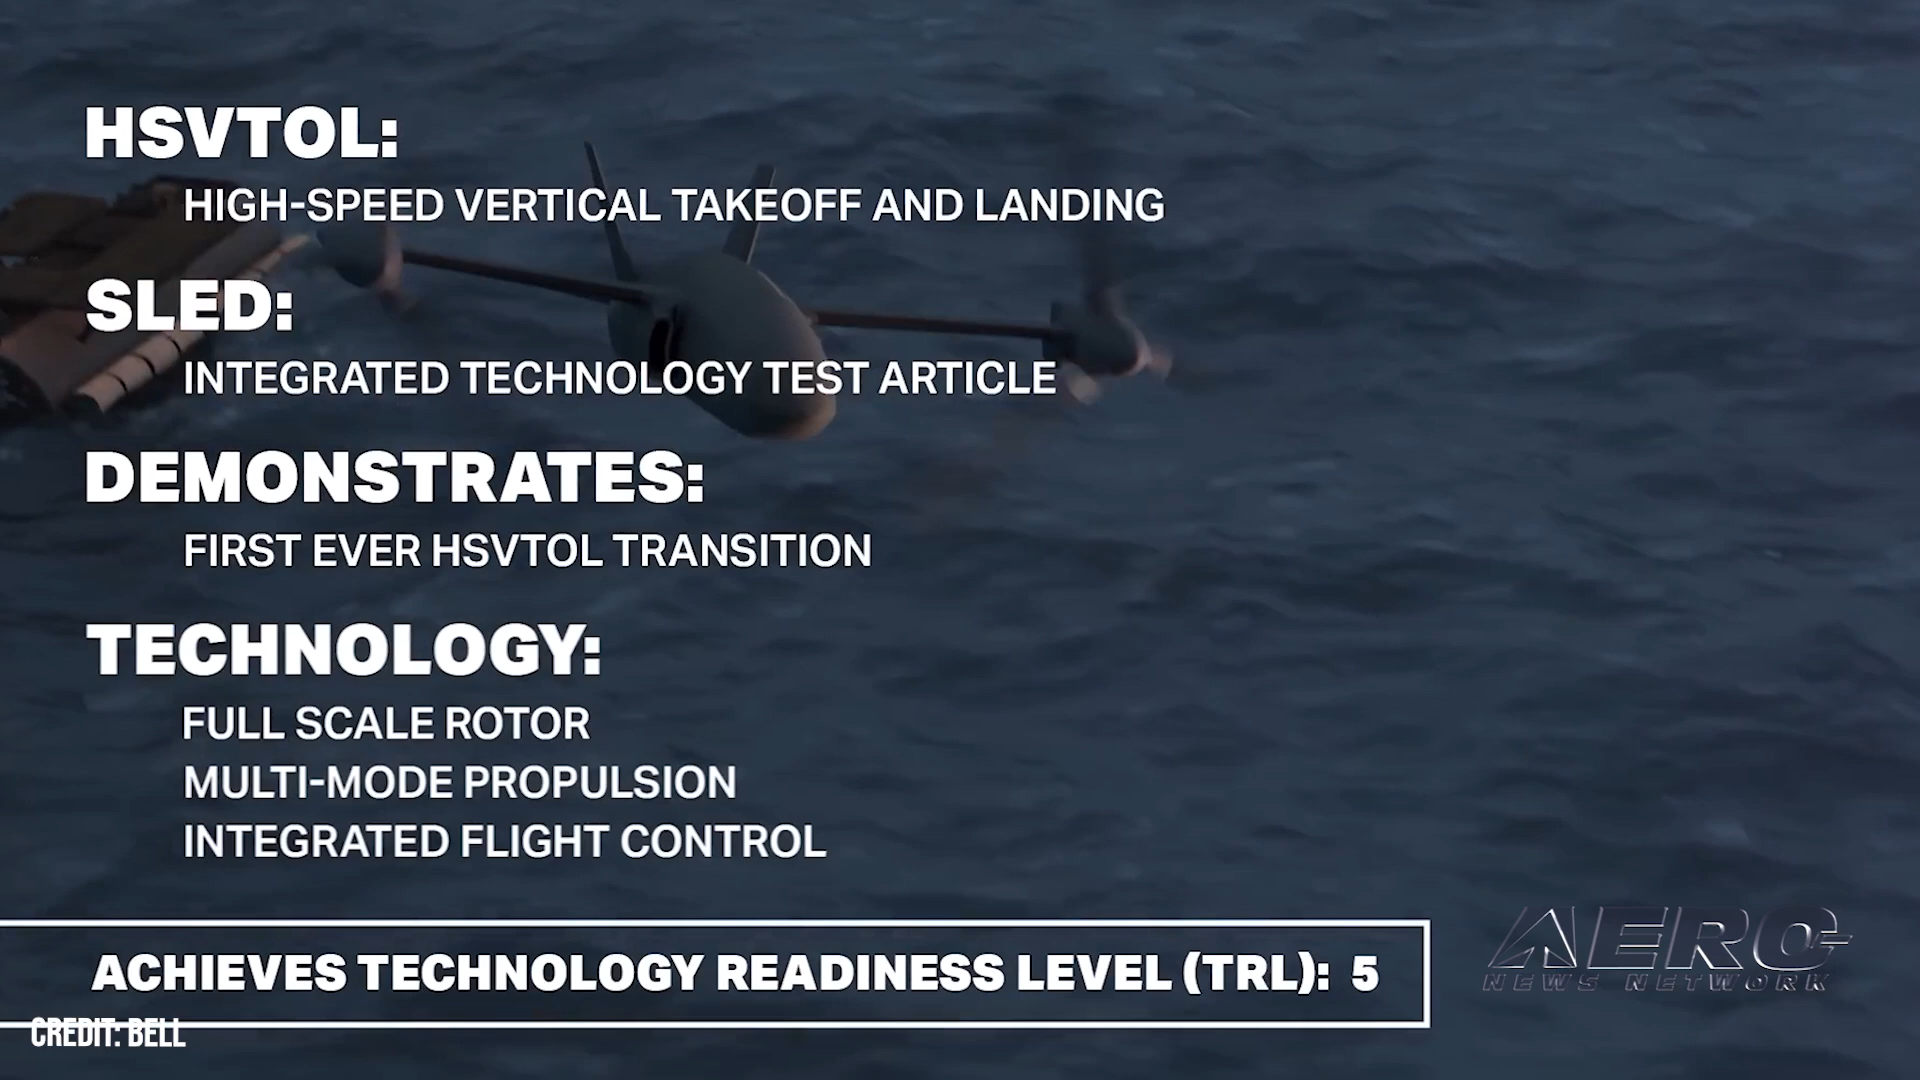 HSVTOL:
HIGH-SPEED VERTICAL TAKEOFF AND LANDING
SLED:
INTEGRATED TECHNOLOGY TEST ARTICLE
DEMONSTRATES:
FIRST EVER HSVTOL TRANSITION
TECHNOLOGY:
FULL SCALE ROTOR
MULTI-MODE PROPULSION
INTEGRATED FLIGHT CONTROL
ACHIEVES TECHNOLOGY READINESS LEVEL (TRL): 5
CREDIT: BELL
AERO
NEWS NETWORK